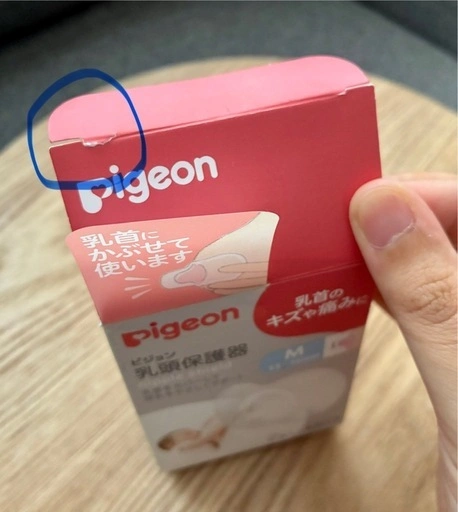 Pigeon
乳首に
かぶせて
使います
Pigeon
乳首の
キズや痛みに
ピジョン
乳頭保護器
M